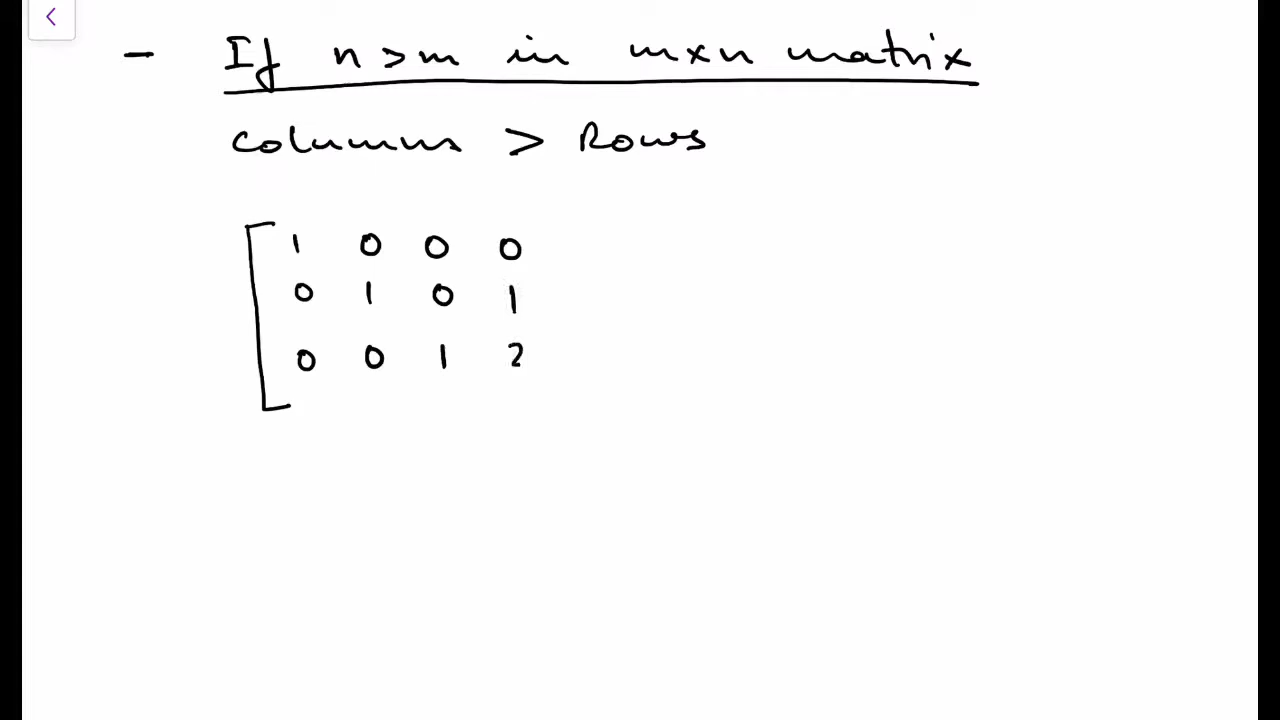 - If n > m in m x n matrix
Columns > Rows
1 0 0 0
0 1 0 1
0 0 1 2